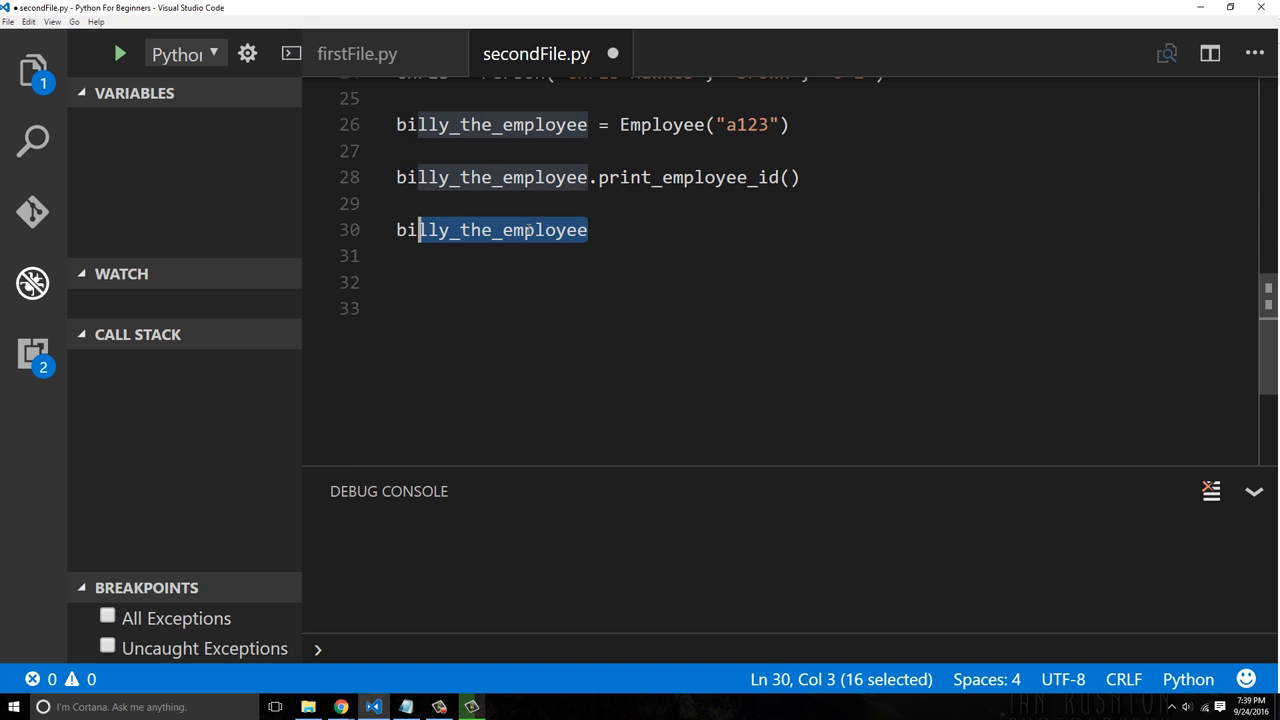 ● secondFile.py - Python For Beginners - Visual Studio Code
File Edit View Go Help
Pythor
firstFile.py
secondFile.py
VARIABLES
25
26 billy_the_employee = Employee("a123")
27
28 billy_the_employee.print_employee_id()
29
30 billy_the_employee
31
32
33
1
2
WATCH
CALL STACK
BREAKPOINTS
All Exceptions
Uncaught Exceptions
DEBUG CONSOLE
0 0
Ln 30, Col 3 (16 selected) Spaces: 4 UTF-8 CRLF Python
I'm Cortana. Ask me anything.
7:39 PM
9/24/2016